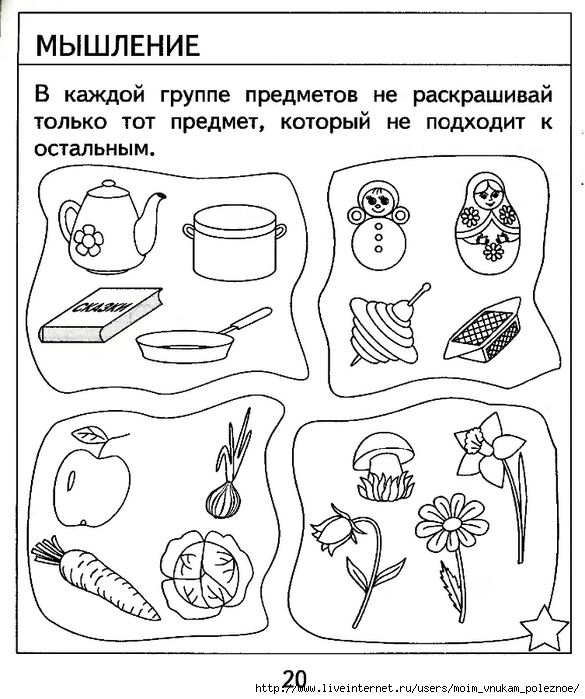 МЫШЛЕНИЕ
В каждой группе предметов не раскрашивай
только тот предмет, который не подходит к
остальным.
СКАЗКИ
20
http://www.liveinternet.ru/users/moim_vnukam_poleznoe/